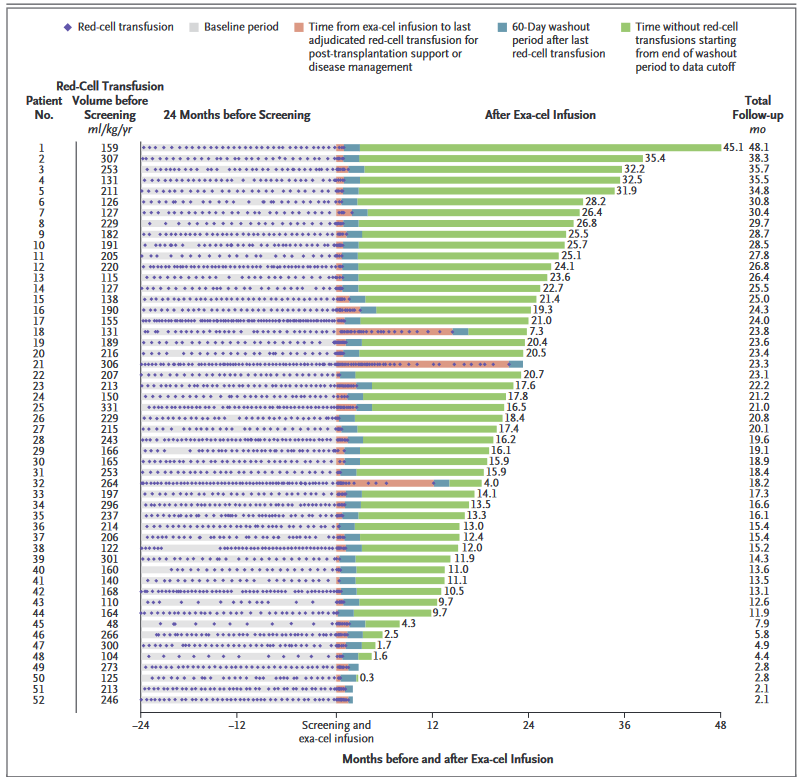 Red-cell transfusion
Baseline period
Time from exa-cel infusion to last
adjudicated red-cell transfusion for
post-transplantation support or
disease management
60-Day washout
period after last
red-cell transfusion
Time without red-cell
transfusions starting
from end of washout
period to data cutoff
Patient
No.
Red-Cell Transfusion
Volume before
Screening
ml/kg/yr
24 Months before Screening
After Exa-cel Infusion
Total
Follow-up
mo
1 159 45.1 48.1
2 307 35.4 38.3
3 253 32.2 35.7
4 131 32.5 35.5
5 211 31.9 34.8
6 126 28.2 30.8
7 127 26.4 30.4
8 229 26.8 29.7
9 182 25.5 28.7
10 191 25.7 28.5
11 205 25.1 27.8
12 220 24.1 26.8
13 115 23.6 26.4
14 127 22.7 25.5
15 138 21.4 25.0
16 190 19.3 24.3
17 155 21.0 24.0
18 131 7.3 23.8
19 189 20.4 23.6
20 216 20.5 23.4
21 306 23.3
22 207 20.7 23.1
23 213 17.6 22.2
24 150 17.8 21.2
25 331 16.5 21.0
26 229 18.4 20.8
27 215 17.4 20.1
28 243 16.2 19.6
29 166 16.1 19.1
30 165 15.9 18.9
31 253 15.9 18.4
32 264 4.0 18.2
33 197 14.1 17.3
34 296 13.5 16.6
35 237 13.3 16.1
36 214 13.0 15.4
37 206 12.4 15.4
38 122 12.0 15.2
39 301 11.9 14.3
40 160 11.0 13.6
41 140 11.1 13.5
42 168 10.5 13.1
43 110 9.7 12.6
44 164 9.7 11.9
45 48 4.3 7.9
46 266 2.5 5.8
47 300 1.7 4.9
48 104 1.6 4.4
49 273 2.8
50 125 0.3 2.8
51 213 2.1
52 246 2.1
−24 −12 Screening and 12 24 36 48
exa-cel infusion
Months before and after Exa-cel Infusion